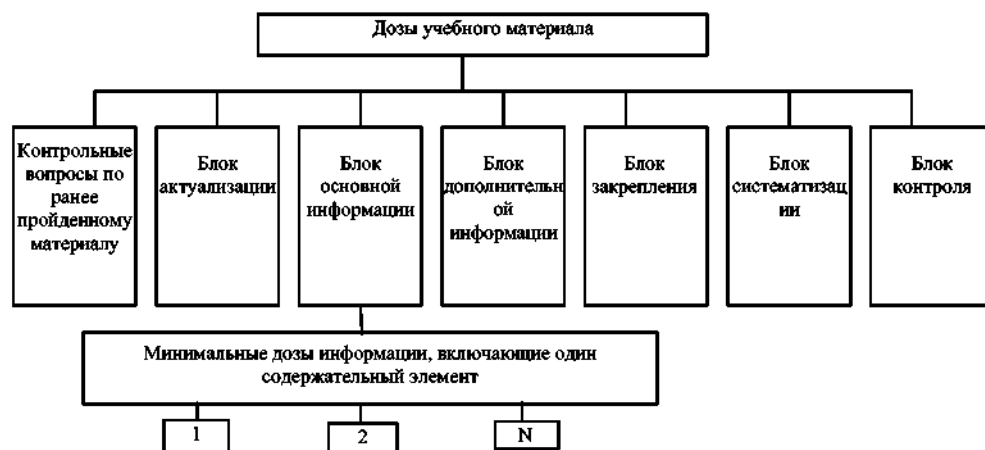 Дозы учебного материала
Контрольные
вопросы по
ранее
пройденному
материалу
Блок
актуализации
Блок
основной
информации
Блок
дополнительн
ой
информации
Блок
закрепления
Блок
систематизац
ии
Блок
контроля
Минимальные дозы информации, включающие один
содержательный элемент
1
2
N